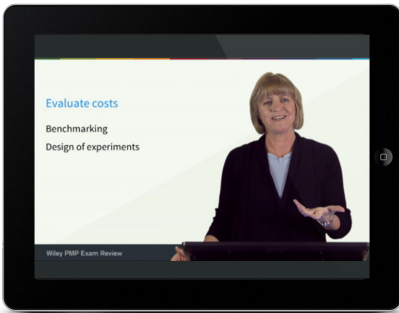 Evaluate costs
Benchmarking
Design of experiments
Wiley PMP Exam Review